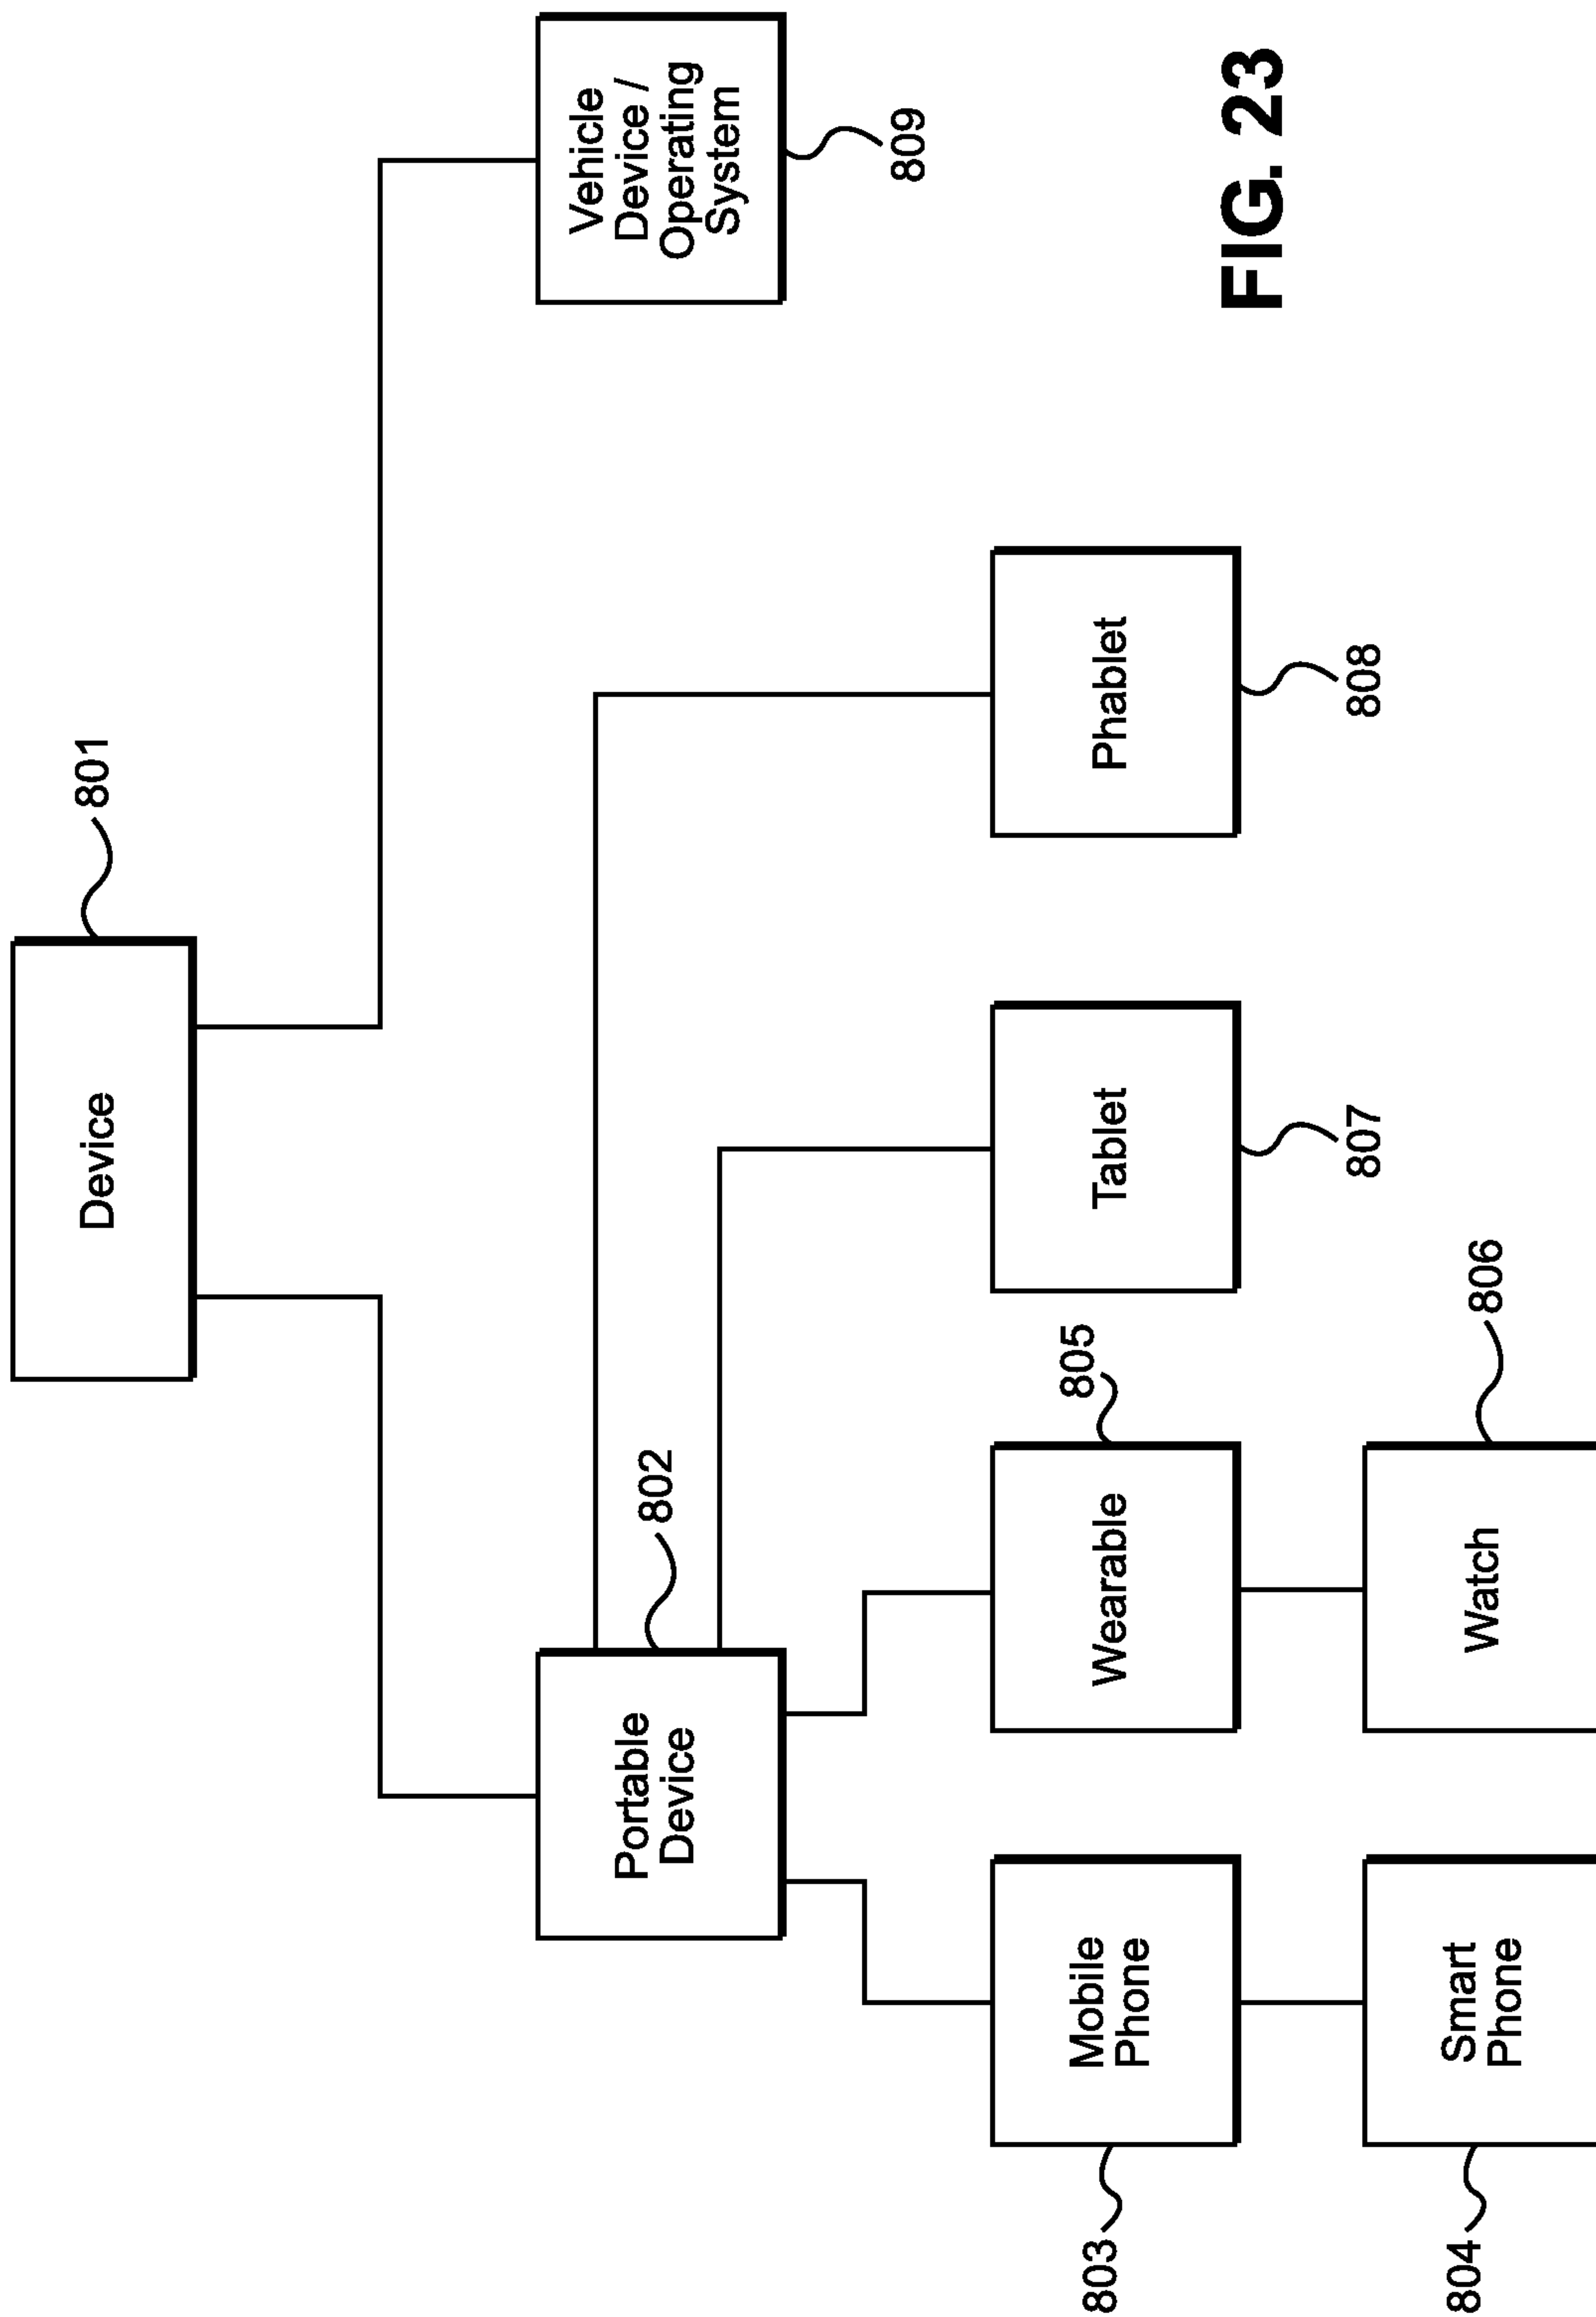 Device
801
Portable
Device
802
Vehicle
Device /
Operating
System
809
Mobile
Phone
803
Wearable
805
Tablet
807
Phablet
808
Smart
Phone
804
Watch
806
FIG. 23